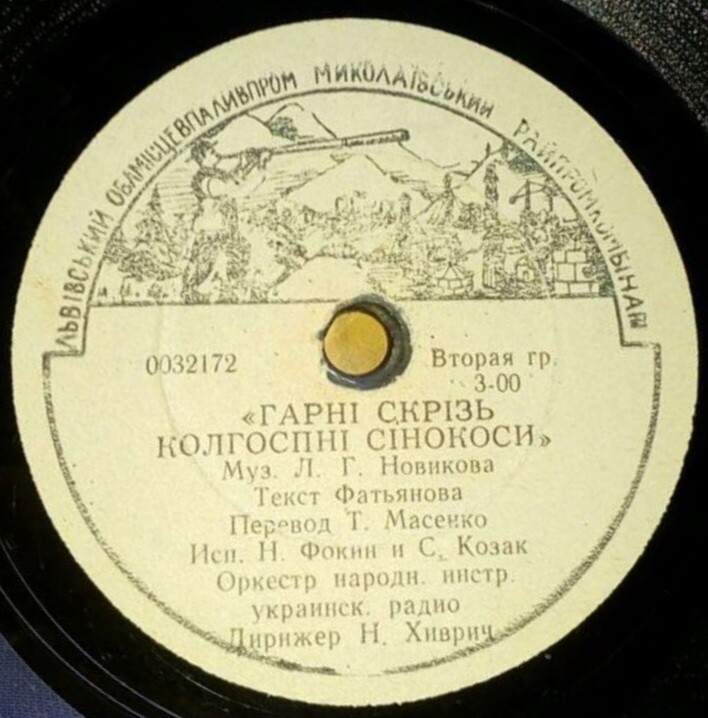 ЛЬВІВСЬКИЙ ОБЛМІСЦЕВПАЛИВПРОМ МИКОЛАЇВСЬКИЙ РАЙПРОМКОМБІНАТ
0032172
Вторая гр.
3-00
«ГАРНІ СКРІЗЬ
КОЛГОСПНІ СІНОКОСИ»
Муз. Л. Г. Новикова
Текст Фатьянова
Перевод Т. Масенко
Исп. Н. Фокин и С. Козак
Оркестр народн. инстр.
украинск. радио
Дирижер Н. Хиврич